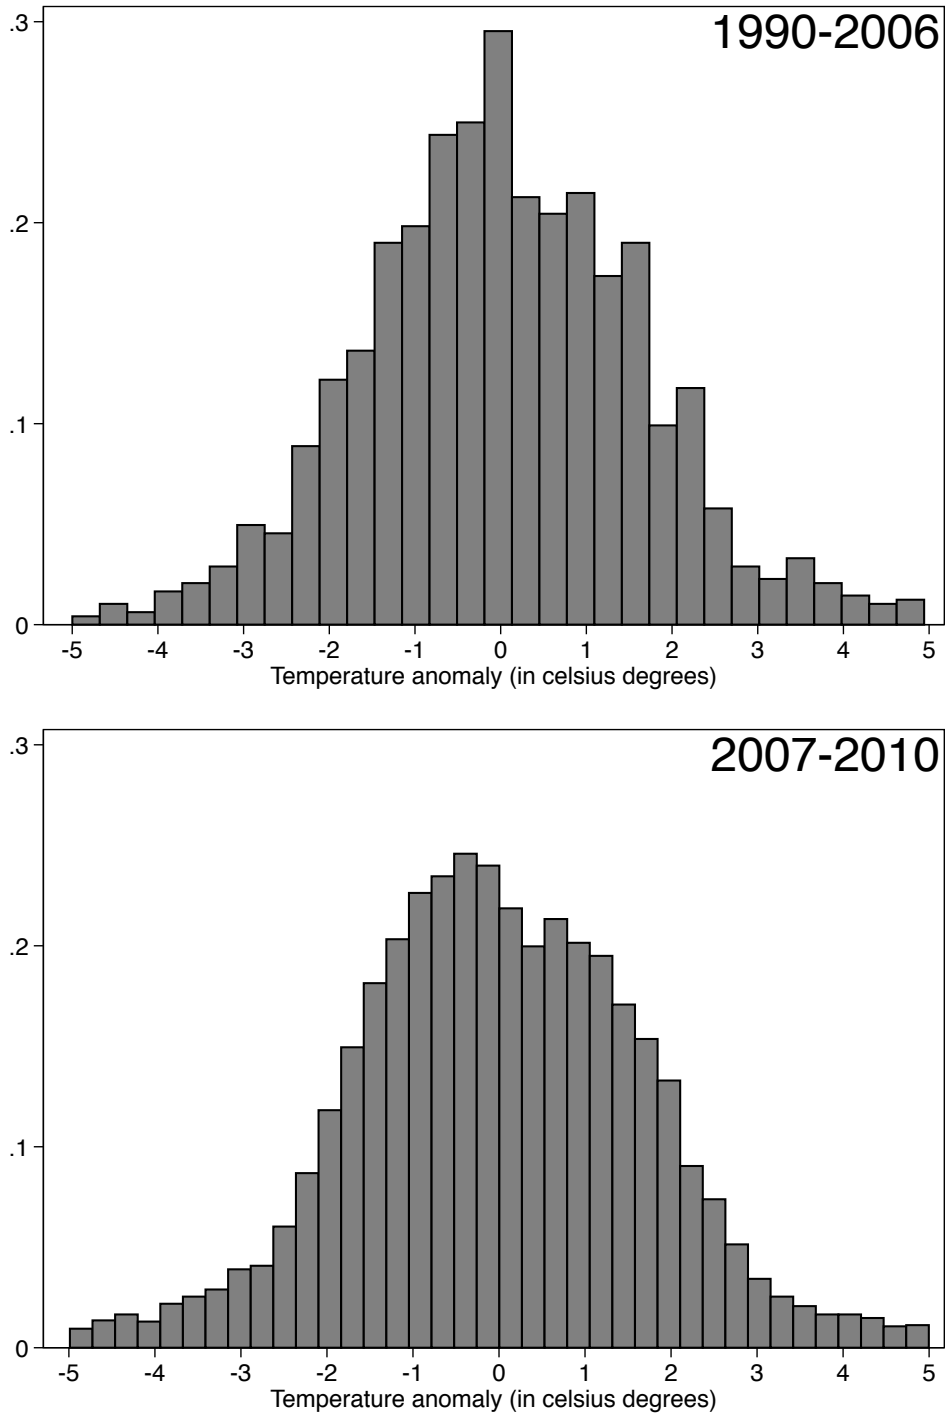 1990-2006
.3
.2
.1
0
-5 -4 -3 -2 -1 0 1 2 3 4 5
Temperature anomaly (in celsius degrees)
2007-2010
.3
.2
.1
0
-5 -4 -3 -2 -1 0 1 2 3 4 5
Temperature anomaly (in celsius degrees)